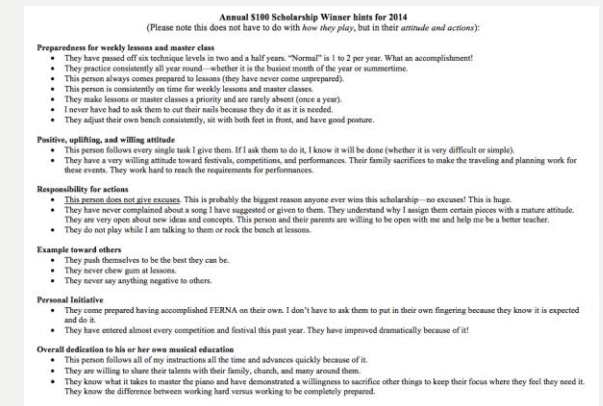 Annual $100 Scholarship Winner hints for 2014
(Please note this does not have to do with how they play, but in their attitude and actions):
Preparedness for weekly lessons and master class
• They have passed off six technique levels in two and a half years. "Normal" is 1 to 2 per year. What an accomplishment!
• They practice consistently all year round—whether it is the busiest month of the year or summertime.
• This person always comes prepared to lessons (they have never come unprepared).
• This person is consistently on time for weekly lessons and master classes.
• They make lessons or master classes a priority and are rarely absent (once a year).
• I never have had to ask them to cut their nails because they do it as it is needed.
• They adjust their own bench consistently, sit with both feet in front, and have good posture.
Positive, uplifting, and willing attitude
• This person follows every single task I give them. If I ask them to do it, I know it will be done (whether it is very difficult or simple).
• They have a very willing attitude toward festivals, competitions, and performances. Their family sacrifices to make the traveling and planning work for
these events. They work hard to reach the requirements for performances.
Responsibility for actions
• This person does not give excuses. This is probably the biggest reason anyone ever wins this scholarship—no excuses! This is huge.
• They have never complained about a song I have suggested or given to them. They understand why I assign them certain pieces with a mature attitude.
They are very open about new ideas and concepts. This person and their parents are willing to be open with me and help me be a better teacher.
• They do not play while I am talking to them or rock the bench at lessons.
Example toward others
• They push themselves to be the best they can be.
• They never chew gum at lessons.
• They never say anything negative to others.
Personal Initiative
• They come prepared having accomplished FERNA on their own. I don't have to ask them to put in their own fingering because they know it is expected
and do it.
• They have entered almost every competition and festival this past year. They have improved dramatically because of it!
Overall dedication to his or her own musical education
• This person follows all of my instructions all the time and advances quickly because of it.
• They are willing to share their talents with their family, church, and many around them.
• They know what it takes to master the piano and have demonstrated a willingness to sacrifice other things to keep their focus where they feel they need it.
They know the difference between working hard versus working to be completely prepared.